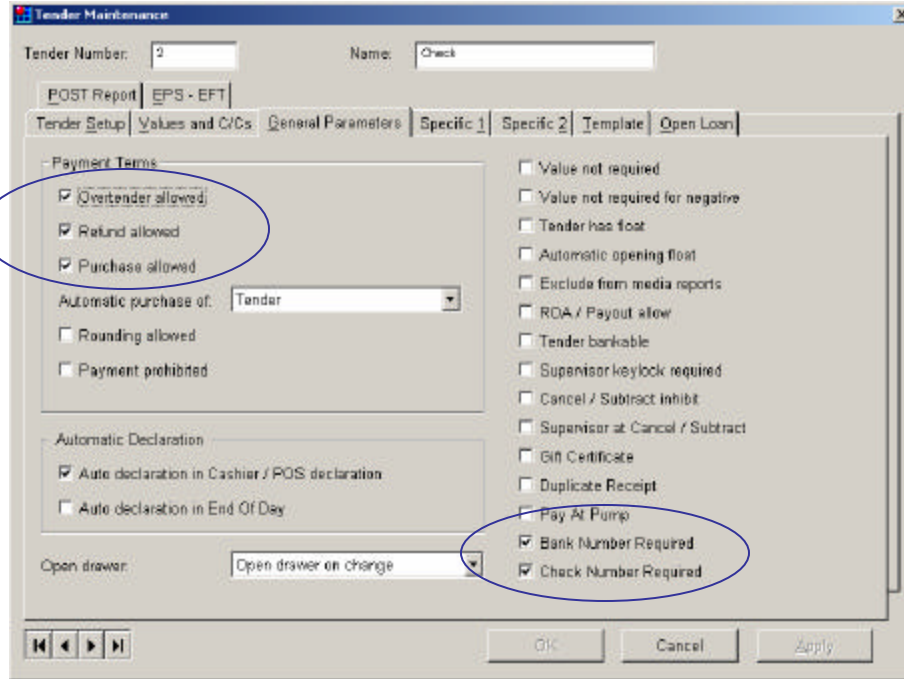 Tender Maintenance
Tender Number: 2 Name: Check
POST Report EPS - EFT
Tender Setup Values and C/Cs General Parameters Specific 1 Specific 2 Template Open Loan
Payment Terms
Overtender allowed
Refund allowed
Purchase allowed
Automatic purchase of: Tender
Rounding allowed
Payment prohibited
Automatic Declaration
Auto declaration in Cashier / POS declaration
Auto declaration in End Of Day
Open drawer: Open drawer on change
Value not required
Value not required for negative
Tender has float
Automatic opening float
Exclude from media reports
ROA / Payout allow
Tender bankable
Supervisor keylock required
Cancel / Subtract inhibit
Supervisor at Cancel / Subtract
Gift Certificate
Duplicate Receipt
Pay At Pump
Bank Number Required
Check Number Required
OK Cancel Apply